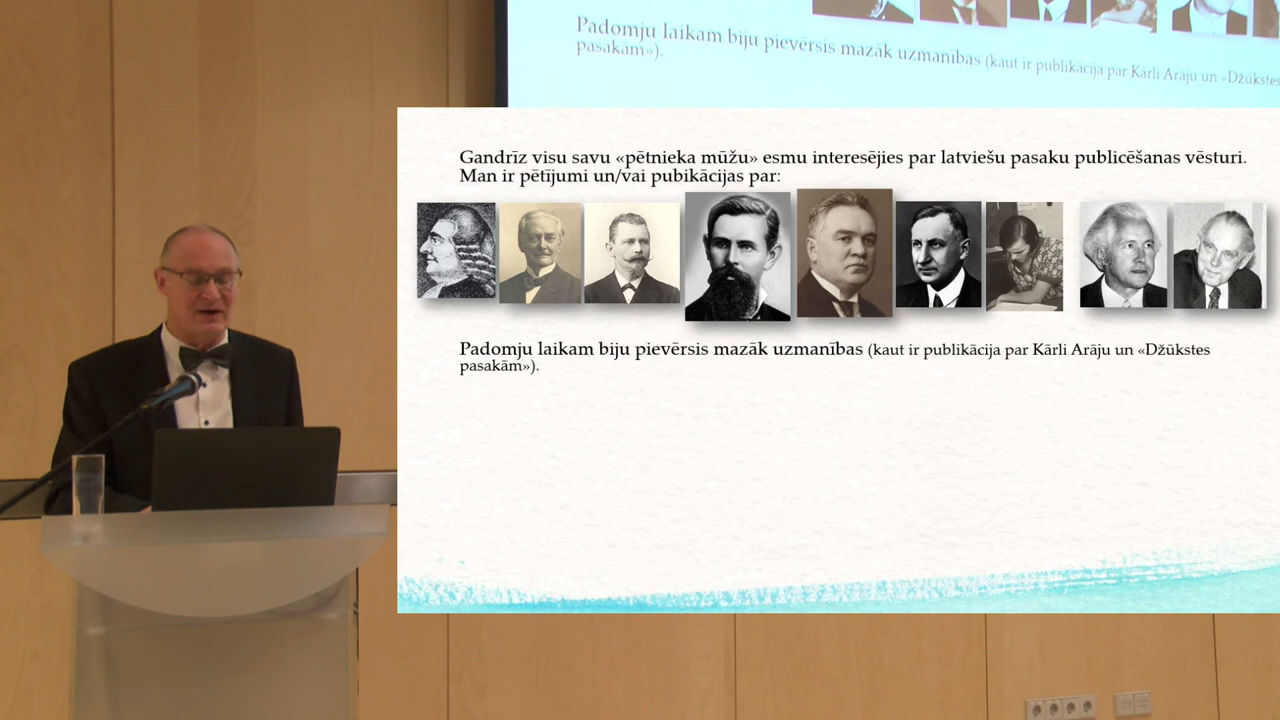 Padomju laikam biju pievērsis mazāk uzmanības (kaut ir publikācija par Kārli Arāju un «Džūkstes
pasakām»).
Gandrīz visu savu «pētnieka mūžu» esmu interesējies par latviešu pasaku publicēšanas vēsturi.
Man ir pētījumi un/vai pubikācijas par:
Padomju laikam biju pievērsis mazāk uzmanības (kaut ir publikācija par Kārli Arāju un «Džūkstes
pasakām»).